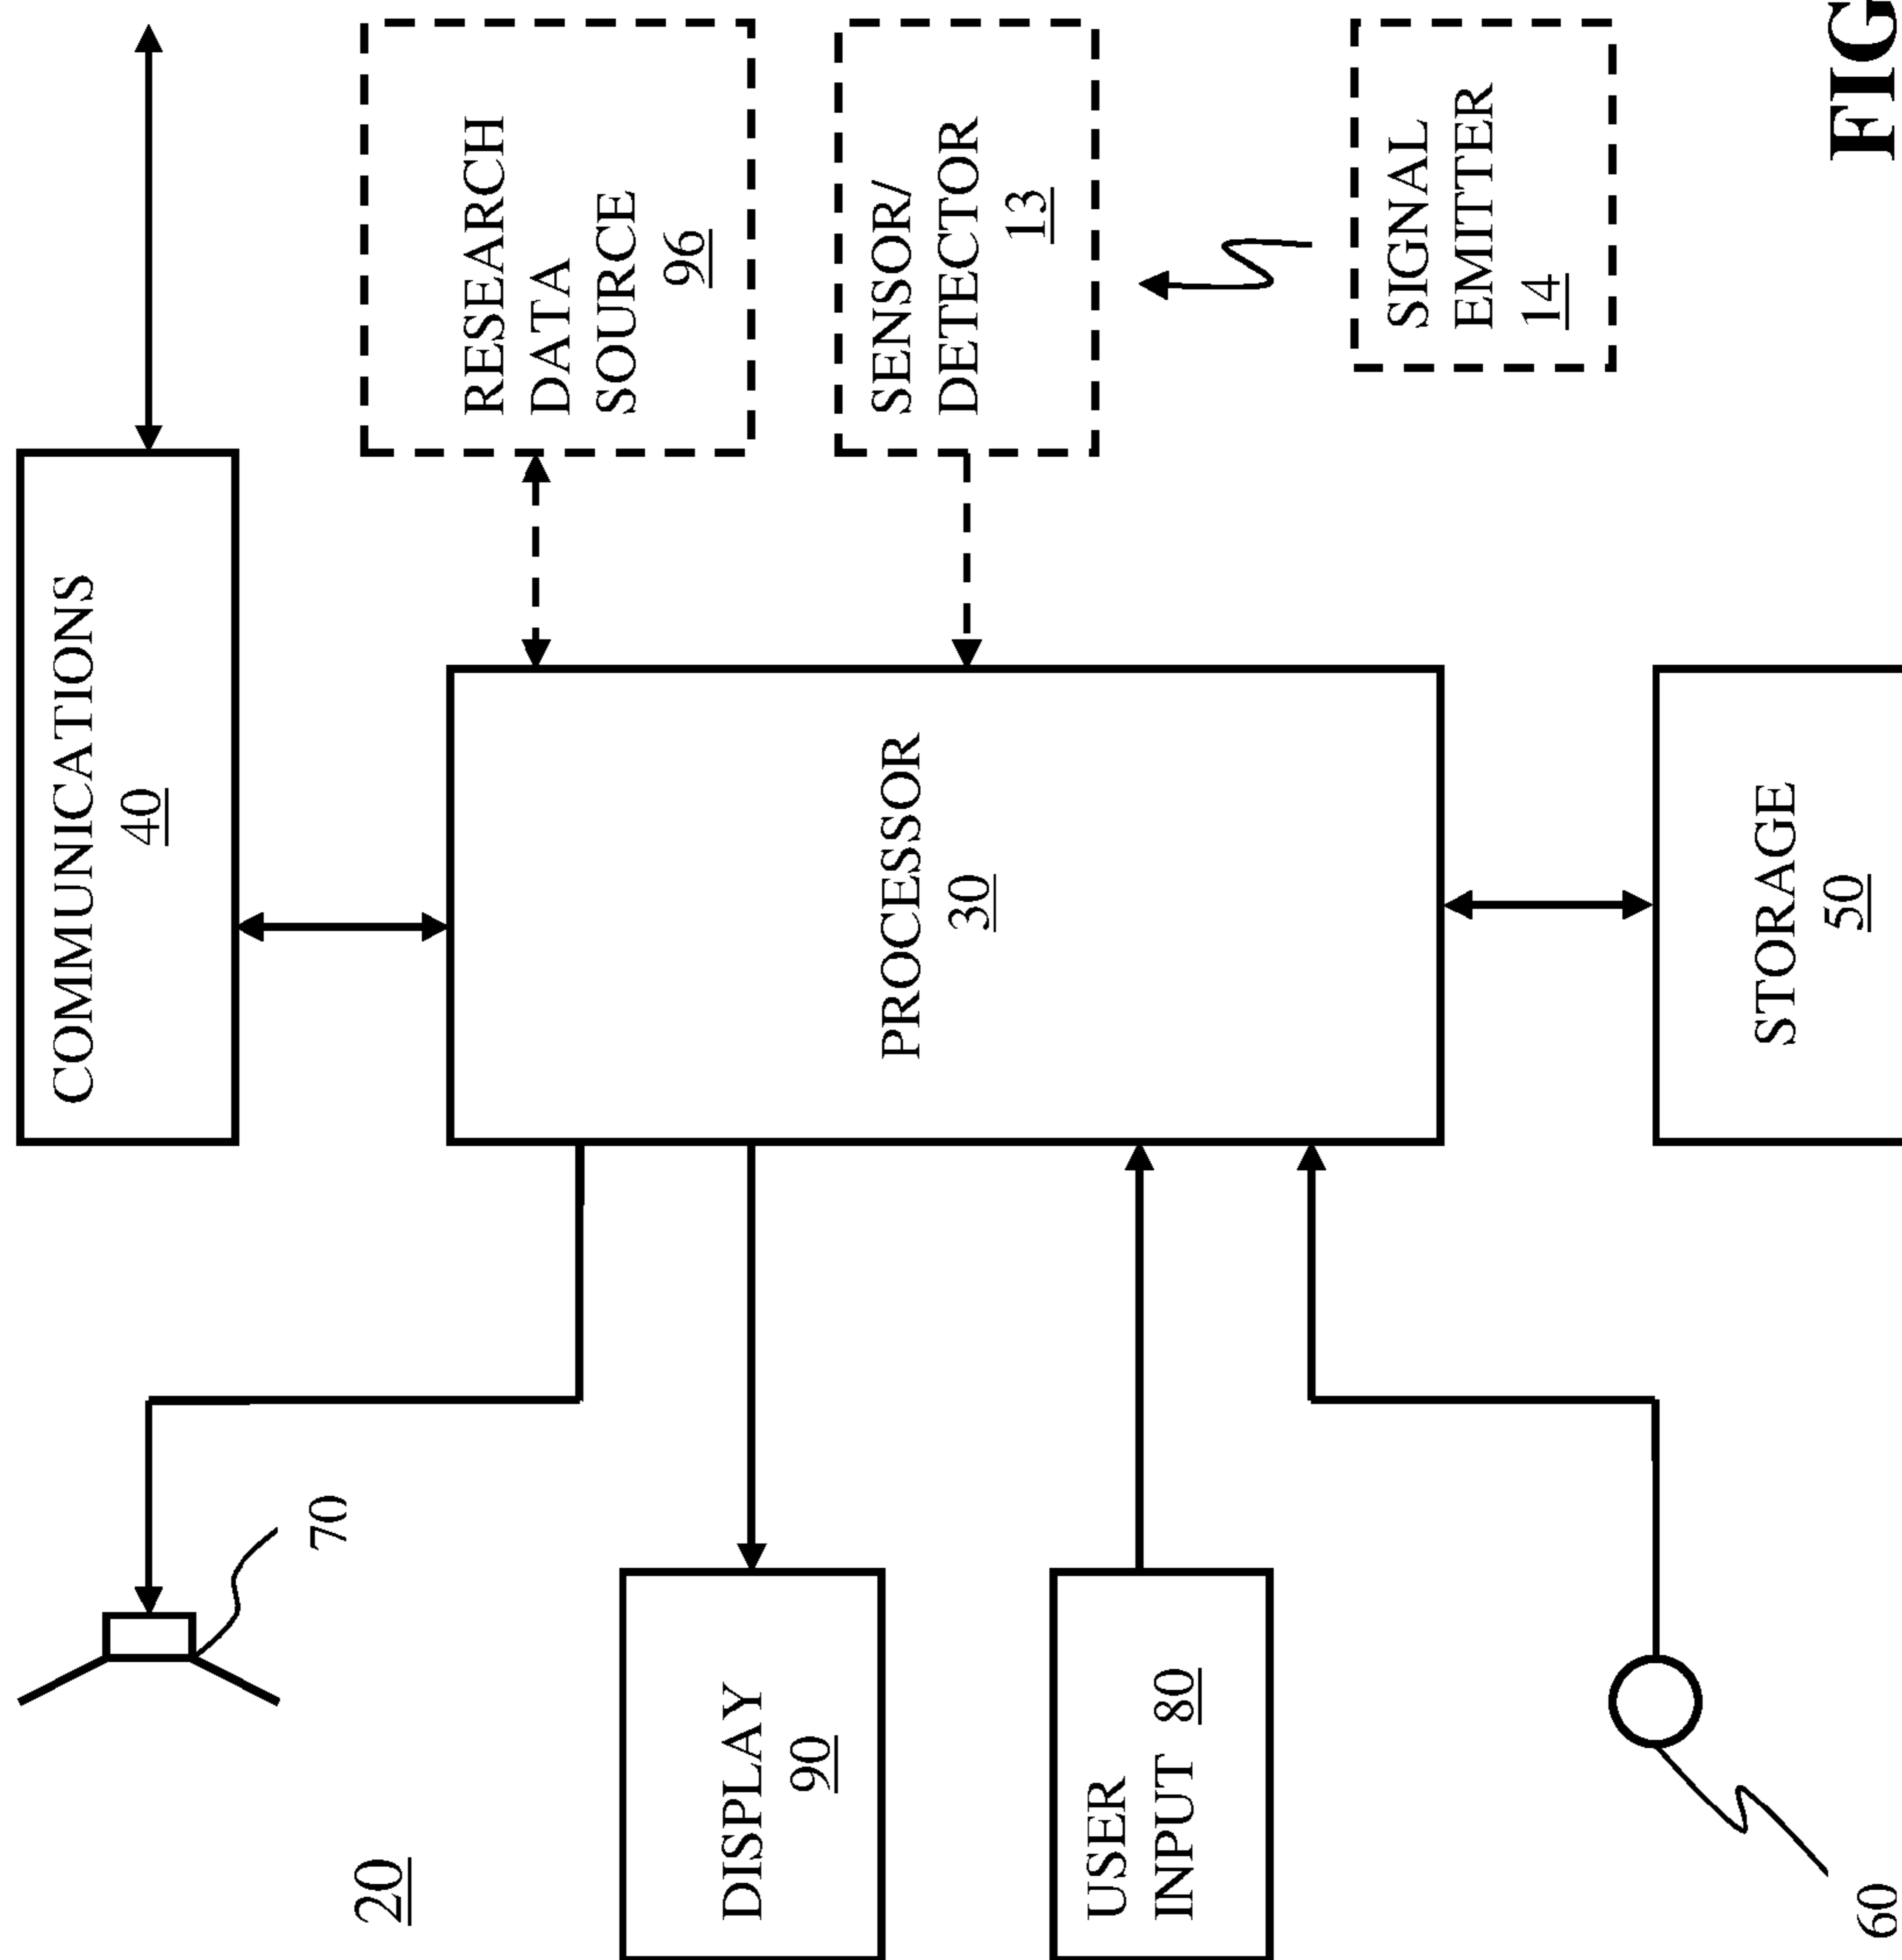 COMMUNICATIONS
40
RESEARCH
DATA
SOURCE
96
SENSOR/
DETECTOR
13
SIGNAL
EMITTER
14
PROCESSOR
30
STORAGE
50
70
20
DISPLAY
90
USER
INPUT 80
60
FIG